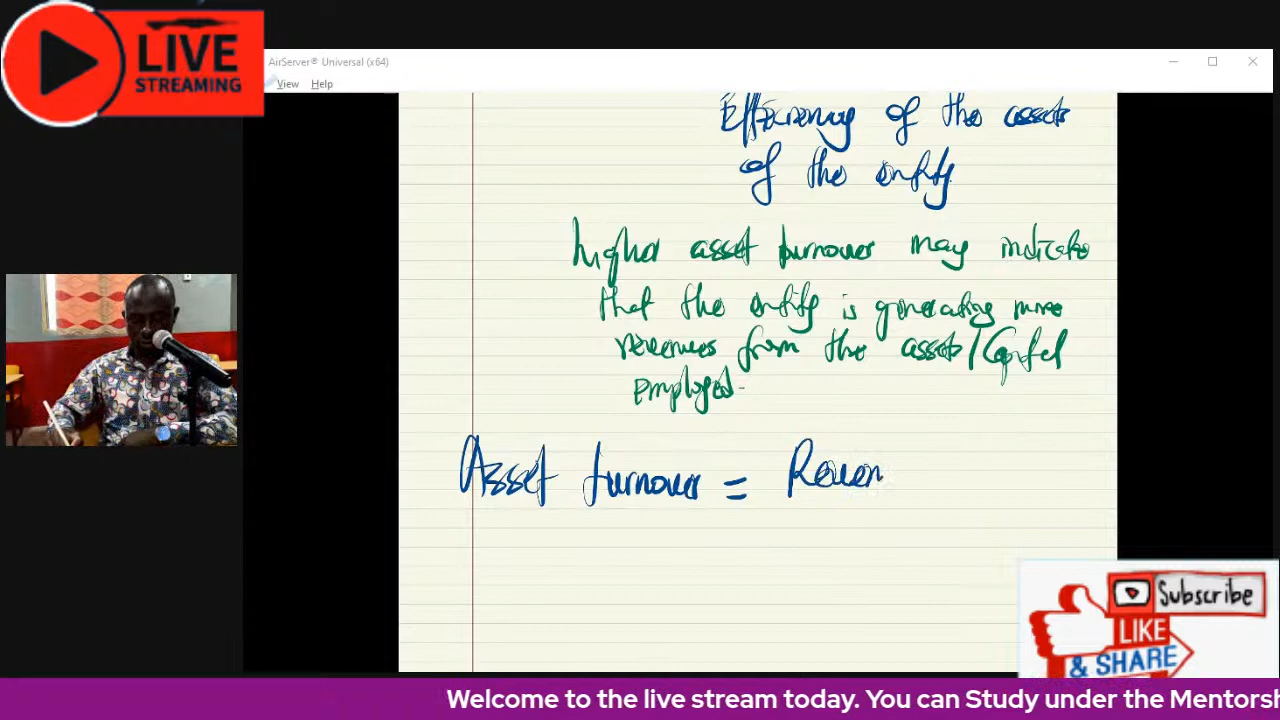 LIVE
STREAMING
AirServer® Universal (x64)
View Help
Efficiency of the assets
of the entity
higher asset turnover may indicate
that the entity is generating more
revenues from the assets/Capital
employed.
Asset turnover = Reven
Subscribe
LIKE
& SHARE
Welcome to the live stream today. You can Study under the Mentorsh